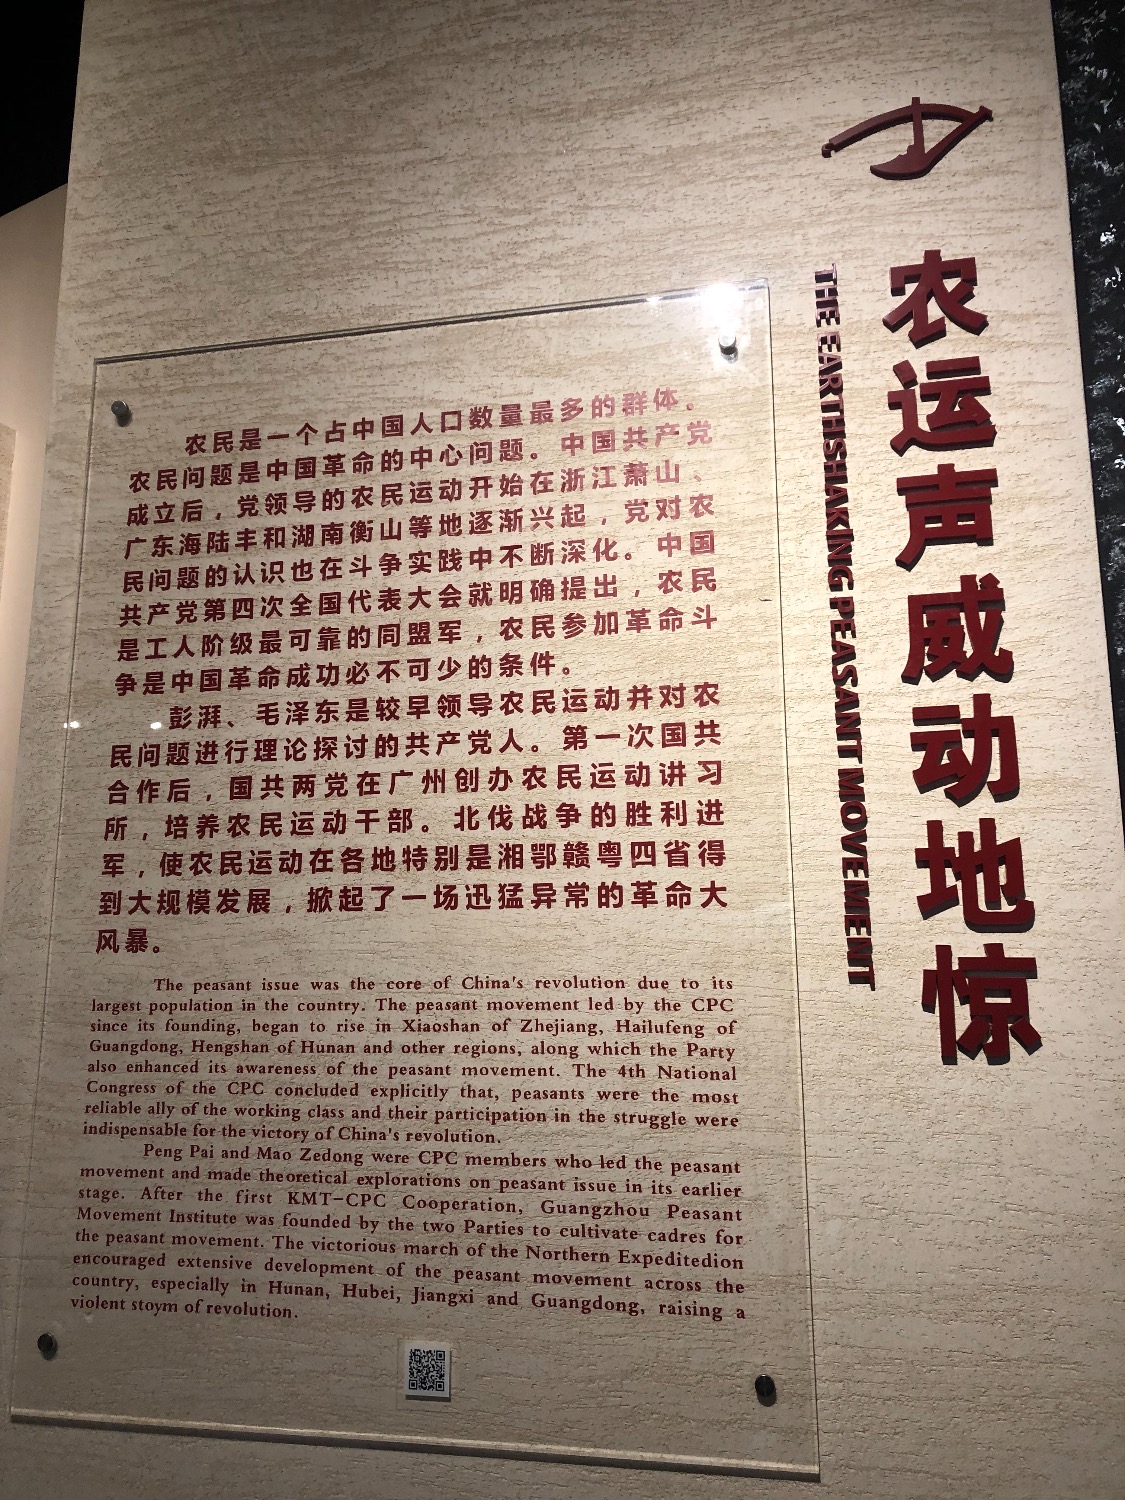 农运声威动地惊
THE EARTHSHAKING PEASANT MOVEMENT
农民是一个占中国人口数量最多的群体。
农民问题是中国革命的中心问题。中国共产党
成立后，党领导的农民运动开始在浙江萧山、
广东海陆丰和湖南衡山等地逐渐兴起，党对农
民问题的认识也在斗争实践中不断深化。中国
共产党第四次全国代表大会就明确提出，农民
是工人阶级最可靠的同盟军，农民参加革命斗
争是中国革命成功必不可少的条件。
彭湃、毛泽东是较早领导农民运动并对农
民问题进行理论探讨的共产党人。第一次国共
合作后，国共两党在广州创办农民运动讲习
所，培养农民运动干部。北伐战争的胜利进
军，使农民运动在各地特别是湘鄂赣粤四省得
到大规模发展，掀起了一场迅猛异常的革命大
风暴。
The peasant issue was the core of China's revolution due to its
largest population in the country. The peasant movement led by the CPC
since its founding, began to rise in Xiaoshan of Zhejiang, Hailufeng of
Guangdong, Hengshan of Hunan and other regions, along which the Party
also enhanced its awareness of the peasant movement. The 4th National
Congress of the CPC concluded explicitly that, peasants were the most
reliable ally of the working class and their participation in the struggle were
indispensable for the victory of China's revolution.
Peng Pai and Mao Zedong were CPC members who led the peasant
movement and made theoretical explorations on peasant issue in its earlier
stage. After the first KMT-CPC Cooperation, Guangzhou Peasant
Movement Institute was founded by the two Parties to cultivate cadres for
the peasant movement. The victorious march of the Northern Expeditedion
encouraged extensive development of the peasant movement across the
country, especially in Hunan, Hubei, Jiangxi and Guangdong, raising a
violent stoym of revolution.